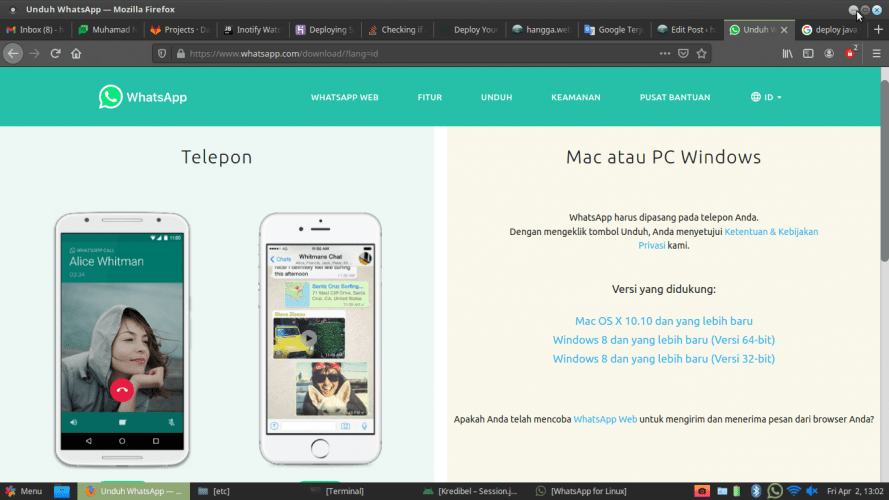 Unduh WhatsApp — Mozilla Firefox
Inbox (8) - h
Muhamad N
Projects · Da
Inotify Watc
Deploying S
Checking if
Deploy Your
hangga.web
Google Terj
Edit Post ‹ h
Unduh W
deploy java
https://www.whatsapp.com/download//?lang=id
2
WhatsApp
WHATSAPP WEB
FITUR
UNDUH
KEAMANAN
PUSAT BANTUAN
ID
Telepon
WHATSAPP CALL
Alice Whitman
03:24
Chats
Whitmans Chat
this afternoon
Santa Cruz Surfing...
Mac atau PC Windows
WhatsApp harus dipasang pada telepon Anda.
Dengan mengeklik tombol Unduh, Anda menyetujui Ketentuan & Kebijakan
Privasi kami.
Versi yang didukung:
Mac OS X 10.10 dan yang lebih baru
Windows 8 dan yang lebih baru (Versi 64-bit)
Windows 8 dan yang lebih baru (Versi 32-bit)
Apakah Anda telah mencoba WhatsApp Web untuk mengirim dan menerima pesan dari browser Anda?
Menu
Unduh WhatsApp — ...
[etc]
[Terminal]
[Kredibel – Session.j...
[WhatsApp for Linux]
Fri Apr 2, 13:02